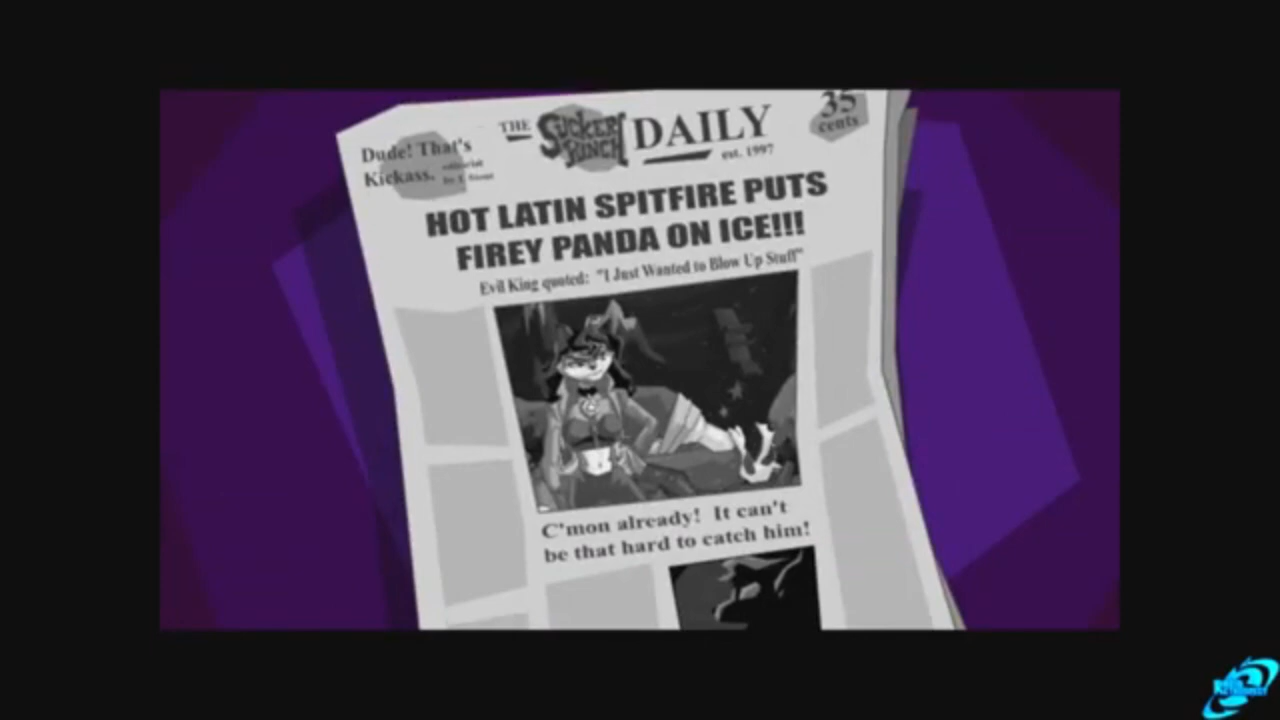 Dude! That's
Kickass.
THE SUCKER PUNCH DAILY
est. 1997
35
cents
HOT LATIN SPITFIRE PUTS
FIREY PANDA ON ICE!!!
Evil King quoted: "I Just Wanted to Blow Up Stuff"
C'mon already! It can't
be that hard to catch him!